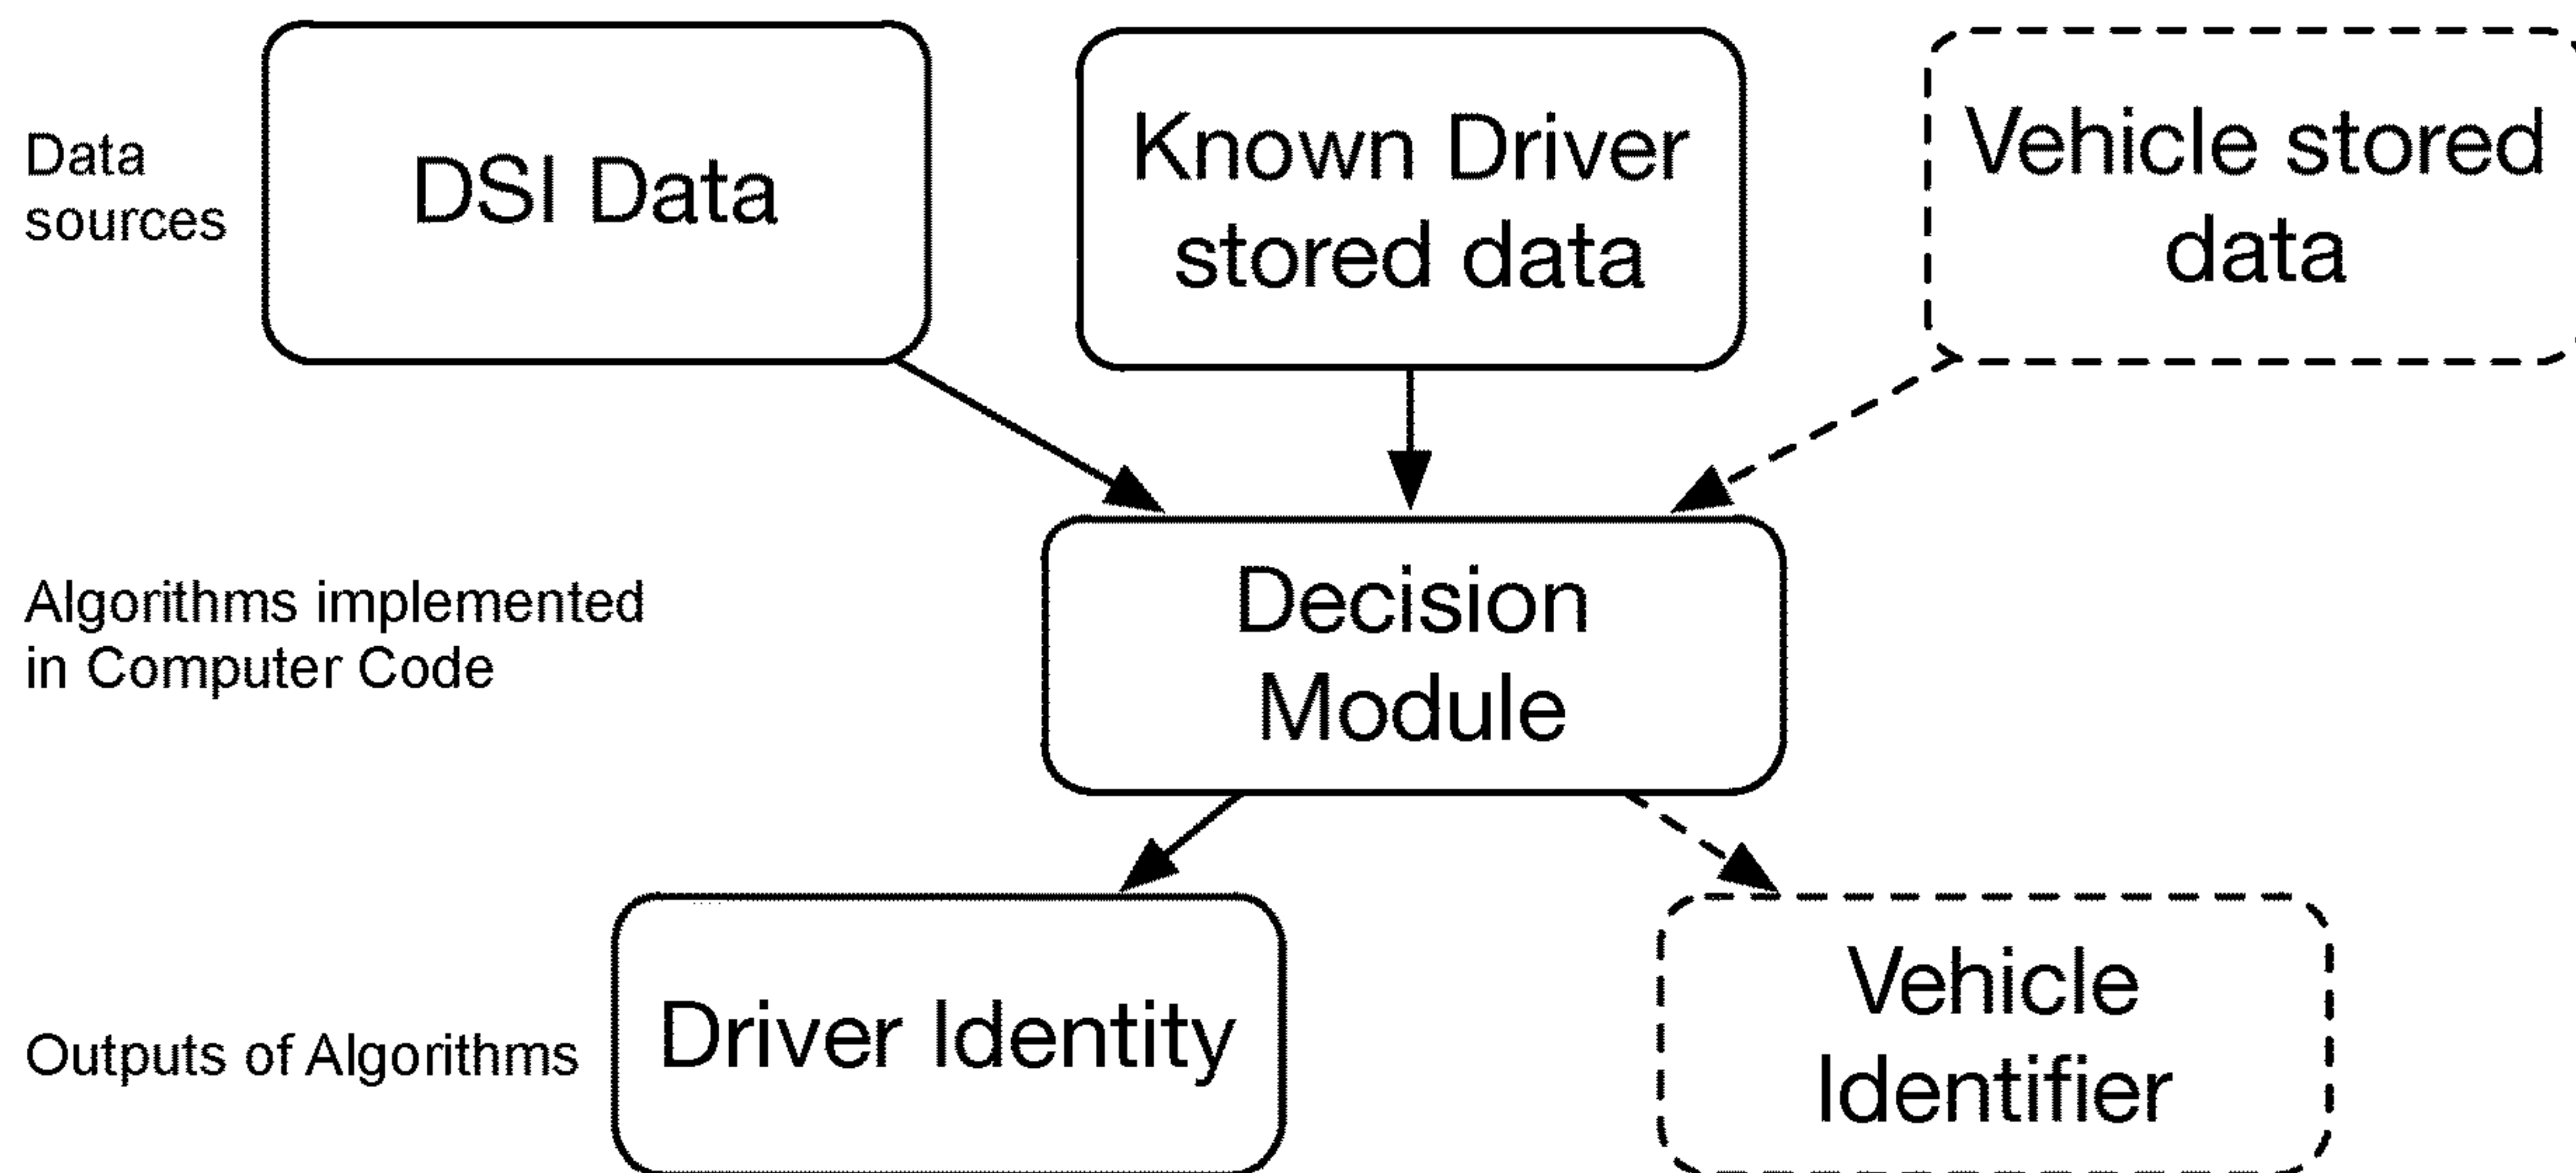 Data
sources
DSI Data
Known Driver
stored data
Vehicle stored
data
Algorithms implemented
in Computer Code
Decision
Module
Outputs of Algorithms
Driver Identity
Vehicle
Identifier